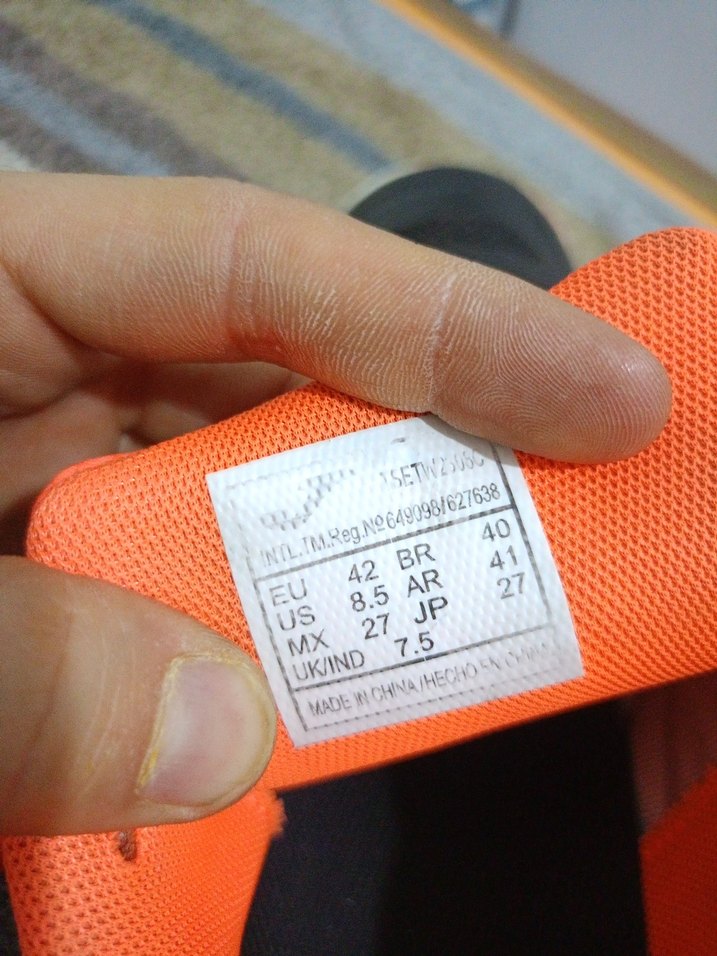 INTL.TM.Reg.Nº649098/627638
EU 42 BR 40
US 8.5 AR 41
MX 27 JP 27
UK/IND 7.5
MADE IN CHINA/HECHO EN CHINA